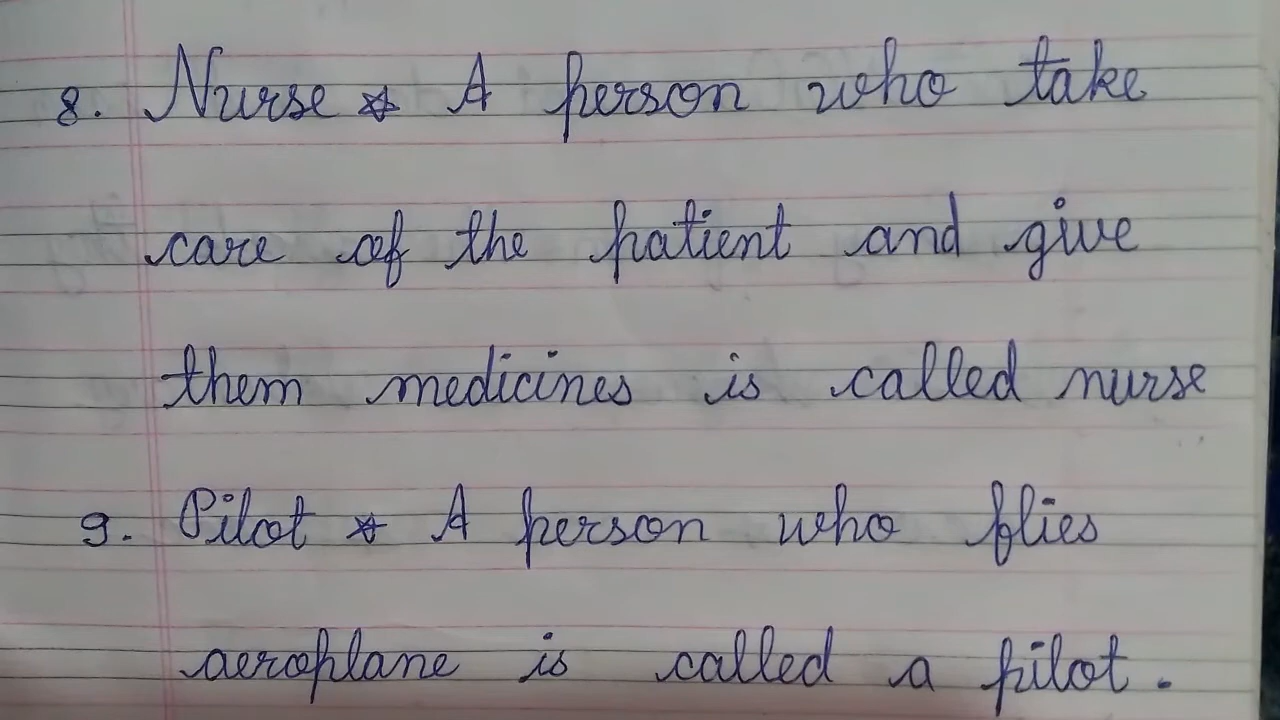 8. Nurse ☆ A person who take
care of the patient and give
them medicines is called nurse
9. Pilot ☆ A person who flies
aeroplane is called a pilot.